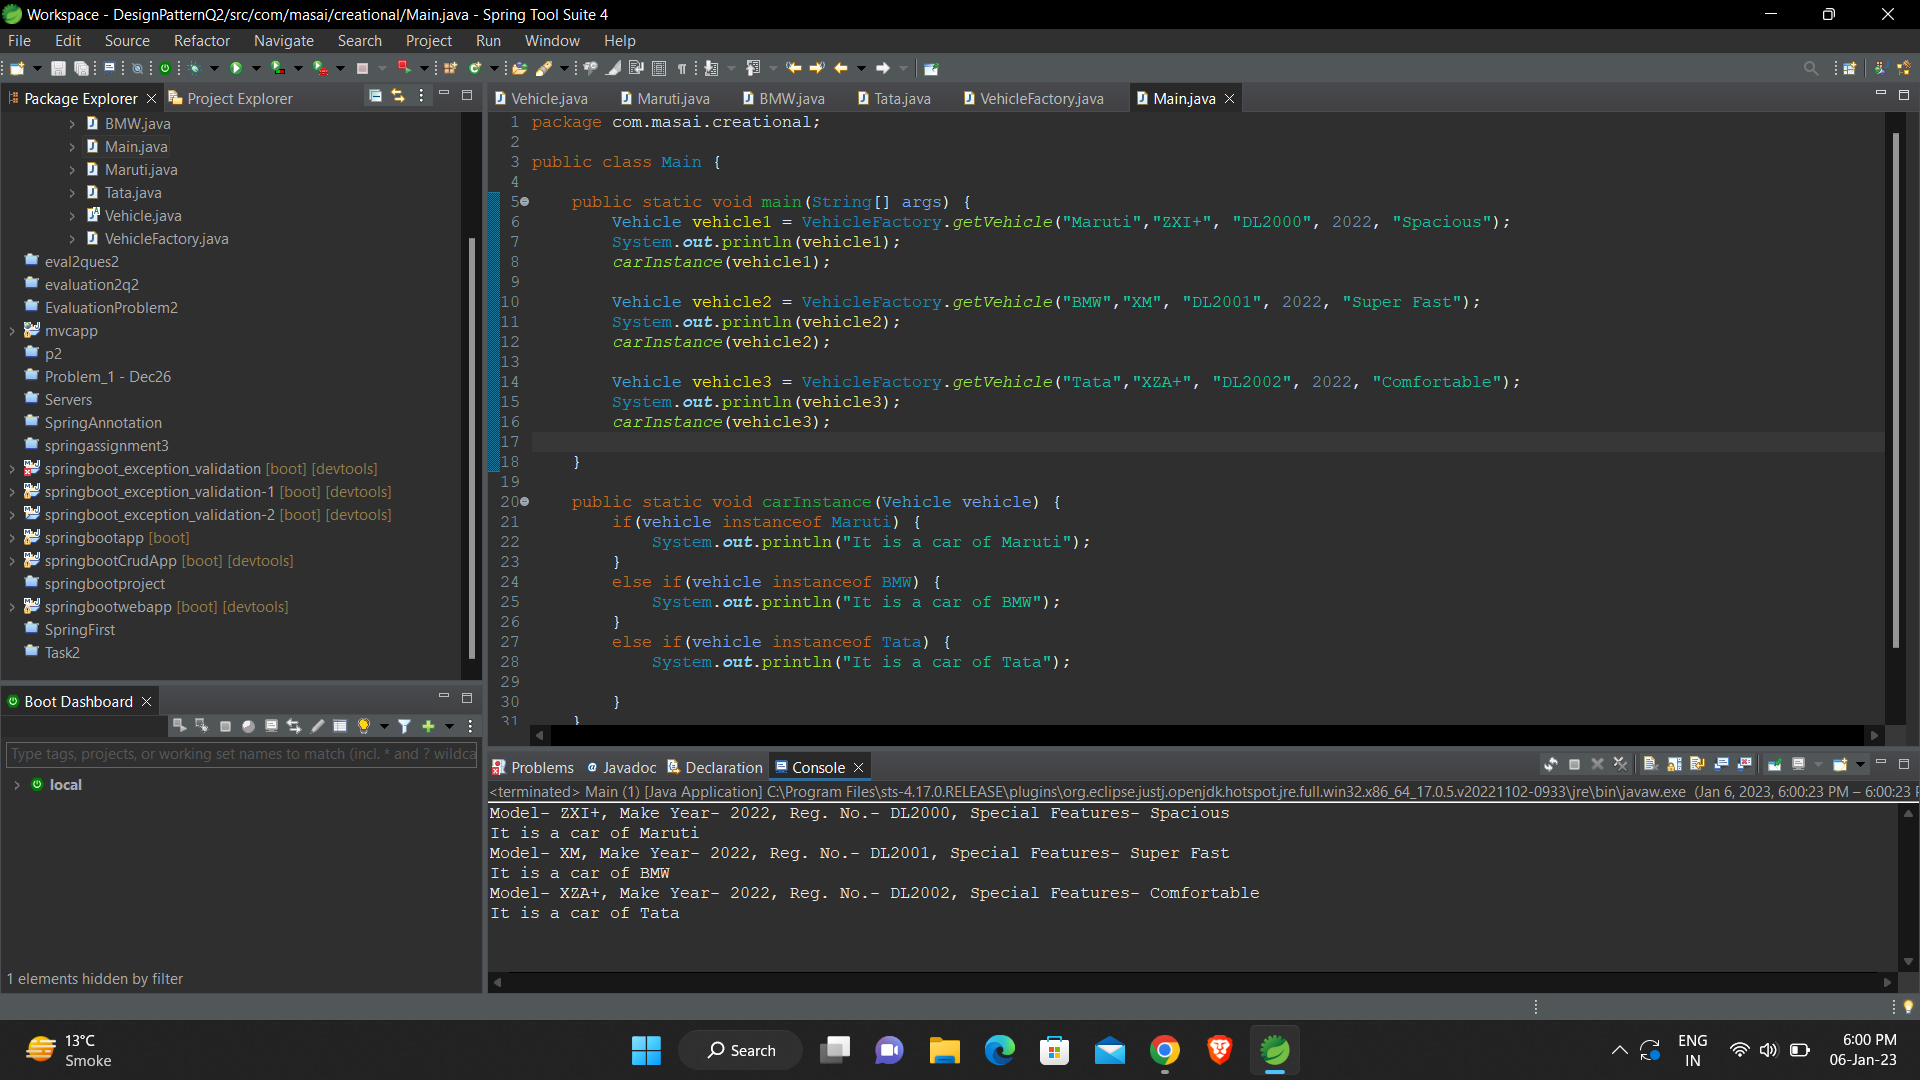 Workspace - DesignPatternQ2/src/com/masai/creational/Main.java - Spring Tool Suite 4
File Edit Source Refactor Navigate Search Project Run Window Help
Package Explorer
Project Explorer
BMW.java
Main.java
Maruti.java
Tata.java
Vehicle.java
VehicleFactory.java
eval2ques2
evaluation2q2
EvaluationProblem2
mvcapp
p2
Problem_1 - Dec26
Servers
SpringAnnotation
springassignment3
springboot_exception_validation [boot] [devtools]
springboot_exception_validation-1 [boot] [devtools]
springboot_exception_validation-2 [boot] [devtools]
springbootapp [boot]
springbootCrudApp [boot] [devtools]
springbootproject
springbootwebapp [boot] [devtools]
SpringFirst
Task2
Boot Dashboard
Type tags, projects, or working set names to match (incl. * and ? wildca
local
1 elements hidden by filter
Vehicle.java Maruti.java BMW.java Tata.java VehicleFactory.java Main.java
1 package com.masai.creational;
2
3 public class Main {
4
5 public static void main(String[] args) {
6 Vehicle vehicle1 = VehicleFactory.getVehicle("Maruti","ZXI+", "DL2000", 2022, "Spacious");
7 System.out.println(vehicle1);
8 carInstance(vehicle1);
9
10 Vehicle vehicle2 = VehicleFactory.getVehicle("BMW","XM", "DL2001", 2022, "Super Fast");
11 System.out.println(vehicle2);
12 carInstance(vehicle2);
13
14 Vehicle vehicle3 = VehicleFactory.getVehicle("Tata","XZA+", "DL2002", 2022, "Comfortable");
15 System.out.println(vehicle3);
16 carInstance(vehicle3);
17
18 }
19
20 public static void carInstance(Vehicle vehicle) {
21 if(vehicle instanceof Maruti) {
22 System.out.println("It is a car of Maruti");
23 }
24 else if(vehicle instanceof BMW) {
25 System.out.println("It is a car of BMW");
26 }
27 else if(vehicle instanceof Tata) {
28 System.out.println("It is a car of Tata");
29
30 }
31 }
Problems Javadoc Declaration Console
<terminated> Main (1) [Java Application] C:\Program Files\sts-4.17.0.RELEASE\plugins\org.eclipse.justj.openjdk.hotspot.jre.full.win32.x86_64_17.0.5.v20221102-0933\jre\bin\javaw.exe (Jan 6, 2023, 6:00:23 PM – 6:00:23 P
Model- ZXI+, Make Year- 2022, Reg. No.- DL2000, Special Features- Spacious
It is a car of Maruti
Model- XM, Make Year- 2022, Reg. No.- DL2001, Special Features- Super Fast
It is a car of BMW
Model- XZA+, Make Year- 2022, Reg. No.- DL2002, Special Features- Comfortable
It is a car of Tata
13°C
Smoke
Search
ENG
IN
6:00 PM
06-Jan-23